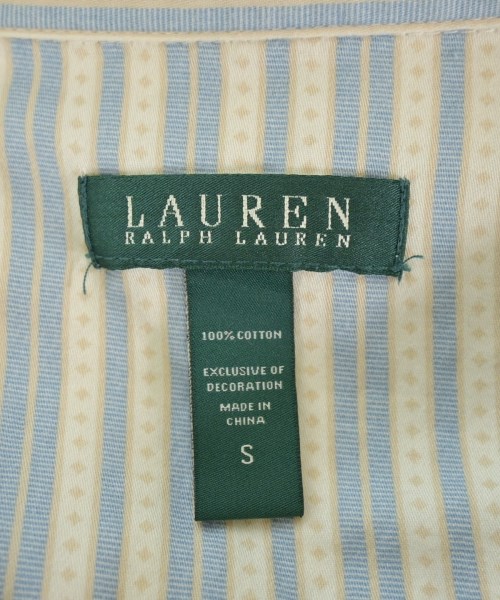 LAUREN
RALPH LAUREN
100% COTTON
EXCLUSIVE OF
DECORATION
MADE IN
CHINA
S